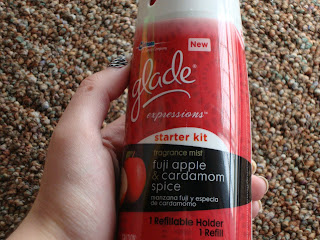 New
glade
expressions™
starter kit
fragrance mist
fuji apple
& cardamom
spice
manzana fuji y especia
de cardamomo
1 Refillable Holder
1 Refill